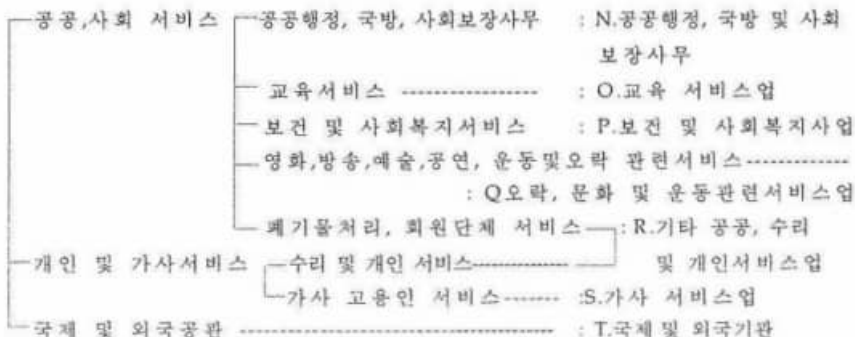 공공,사회 서비스 공공행정, 국방, 사회보장사무 : N.공공행정, 국방 및 사회
보장사무
교육서비스 ---------------- : O.교육 서비스업
보건 및 사회복지서비스 : P.보건 및 사회복지사업
영화,방송,예술,공연, 운동및오락 관련서비스-------------
: Q오락, 문화 및 운동관련서비스업
폐기물처리, 회원단체 서비스 : R.기타 공공, 수리
개인 및 가사서비스 수리 및 개인 서비스----------- 및 개인서비스업
가사 고용인 서비스------- :S.가사 서비스업
국제 및 외국공관 ------------------------------------ : T.국제 및 외국기관